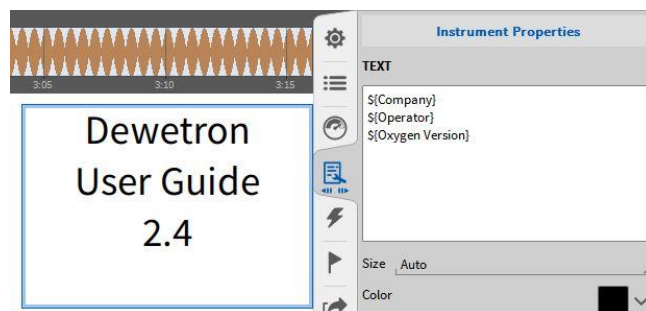 Instrument Properties
TEXT
3:05 3:10 3:15
${Company}
${Operator}
${Oxygen Version}
Dewetron
User Guide
2.4
Size Auto
Color